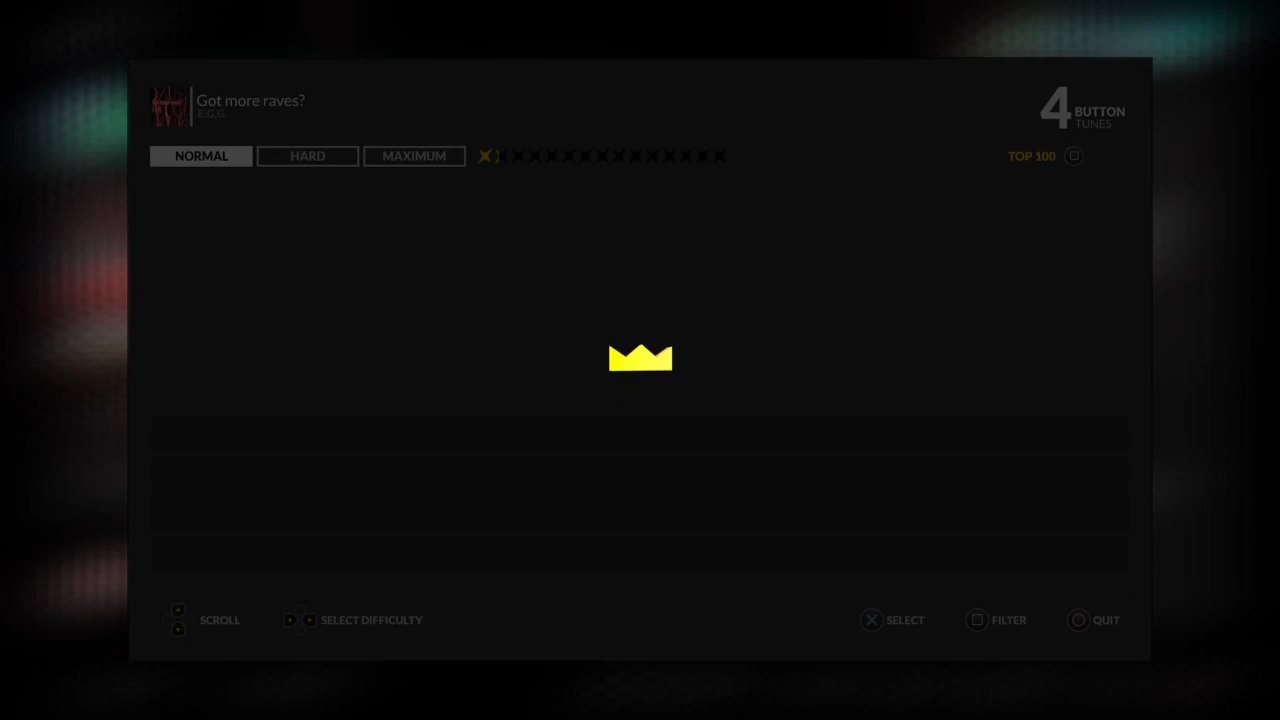 Got more raves?
E.G.G.
4 BUTTON
TUNES
NORMAL HARD MAXIMUM TOP 100
SCROLL SELECT DIFFICULTY SELECT FILTER QUIT